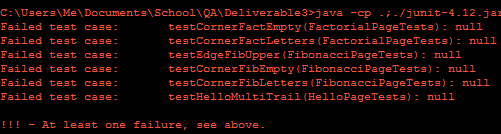 C:\Users\Me\Documents\School\QA\Deliverable3>java -cp .;./junit-4.12.jar
Failed test case: testCornerFactEmpty(FactorialPageTests): null
Failed test case: testCornerFactLetters(FactorialPageTests): null
Failed test case: testEdgeFibUpper(FibonacciPageTests): null
Failed test case: testCornerFibEmpty(FibonacciPageTests): null
Failed test case: testCornerFibLetters(FibonacciPageTests): null
Failed test case: testHelloMultiTrail(HelloPageTests): null
!!! - At least one failure, see above.